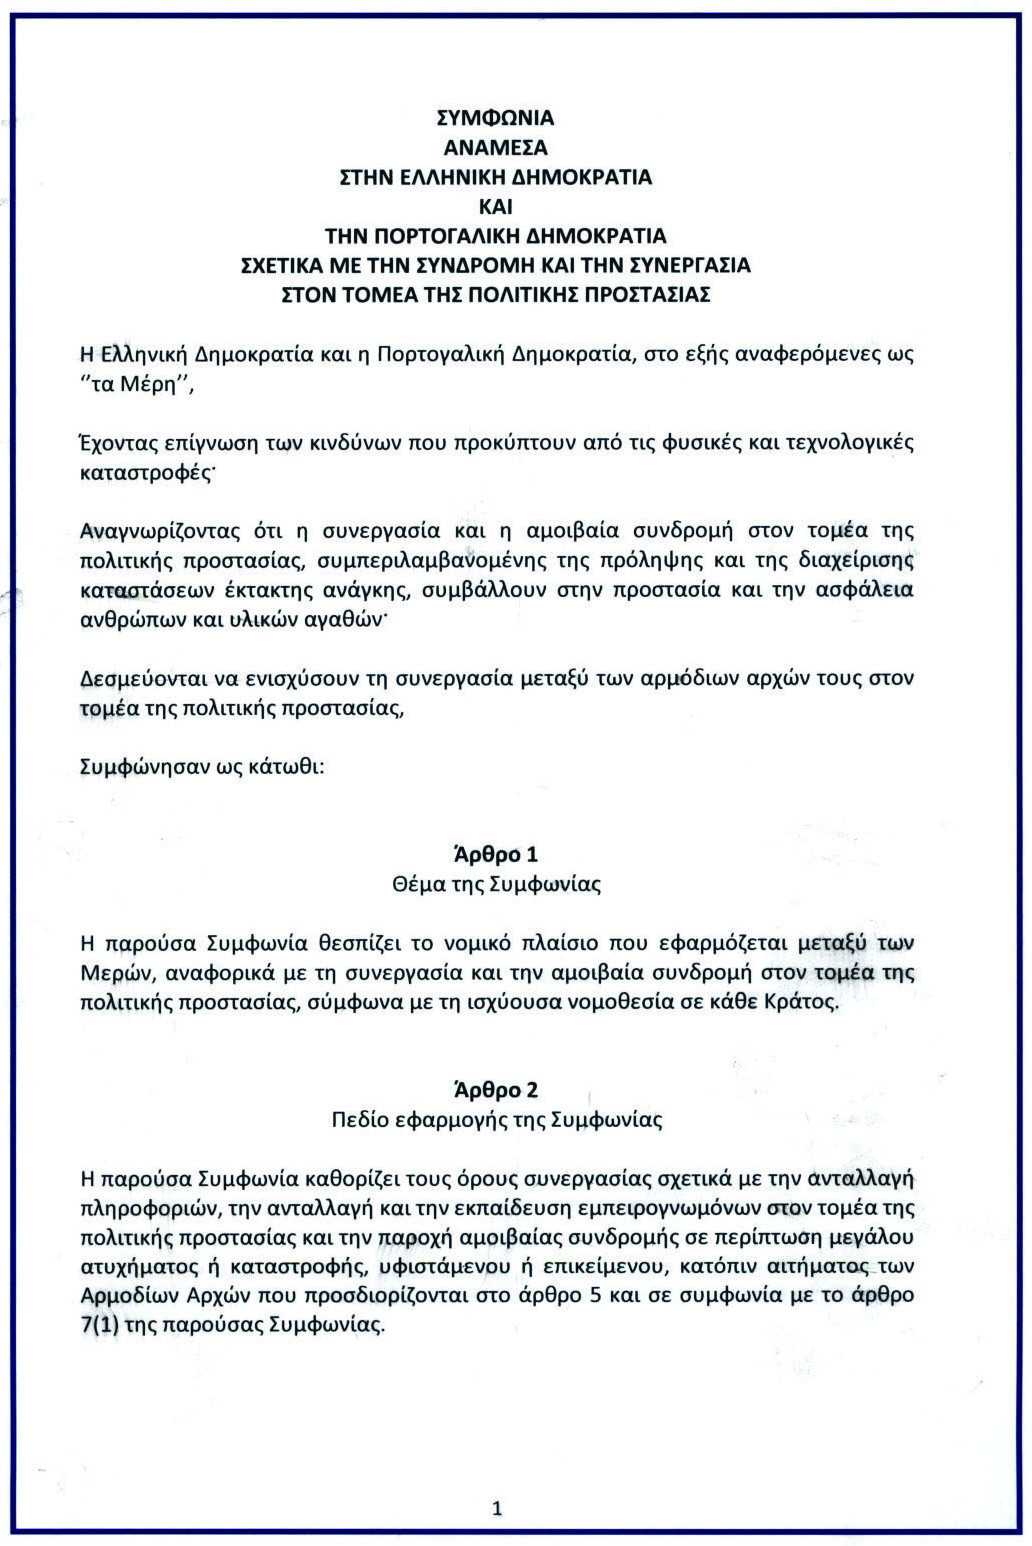 ΣΥΜΦΩΝΙΑ
ΑΝΑΜΕΣΑ
ΣΤΗΝ ΕΛΛΗΝΙΚΗ ΔΗΜΟΚΡΑΤΙΑ
ΚΑΙ
ΤΗΝ ΠΟΡΤΟΓΑΛΙΚΗ ΔΗΜΟΚΡΑΤΙΑ
ΣΧΕΤΙΚΑ ΜΕ ΤΗΝ ΣΥΝΔΡΟΜΗ ΚΑΙ ΤΗΝ ΣΥΝΕΡΓΑΣΙΑ
ΣΤΟΝ ΤΟΜΕΑ ΤΗΣ ΠΟΛΙΤΙΚΗΣ ΠΡΟΣΤΑΣΙΑΣ
Η Ελληνική Δημοκρατία και η Πορτογαλική Δημοκρατία, στο εξής αναφερόμενες ως
‘’τα Μέρη’’,
Έχοντας επίγνωση των κινδύνων που προκύπτουν από τις φυσικές και τεχνολογικές
καταστροφές·
Αναγνωρίζοντας ότι η συνεργασία και η αμοιβαία συνδρομή στον τομέα της
πολιτικής προστασίας, συμπεριλαμβανομένης της πρόληψης και της διαχείρισης
καταστάσεων έκτακτης ανάγκης, συμβάλλουν στην προστασία και την ασφάλεια
ανθρώπων και υλικών αγαθών·
Δεσμεύονται να ενισχύσουν τη συνεργασία μεταξύ των αρμόδιων αρχών τους στον
τομέα της πολιτικής προστασίας,
Συμφώνησαν ως κάτωθι:
Άρθρο 1
Θέμα της Συμφωνίας
Η παρούσα Συμφωνία θεσπίζει το νομικό πλαίσιο που εφαρμόζεται μεταξύ των
Μερών, αναφορικά με τη συνεργασία και την αμοιβαία συνδρομή στον τομέα της
πολιτικής προστασίας, σύμφωνα με τη ισχύουσα νομοθεσία σε κάθε Κράτος.
Άρθρο 2
Πεδίο εφαρμογής της Συμφωνίας
Η παρούσα Συμφωνία καθορίζει τους όρους συνεργασίας σχετικά με την ανταλλαγή
πληροφοριών, την ανταλλαγή και την εκπαίδευση εμπειρογνωμόνων στον τομέα της
πολιτικής προστασίας και την παροχή αμοιβαίας συνδρομής σε περίπτωση μεγάλου
ατυχήματος ή καταστροφής, υφιστάμενου ή επικείμενου, κατόπιν αιτήματος των
Αρμοδίων Αρχών που προσδιορίζονται στο άρθρο 5 και σε συμφωνία με το άρθρο
7(1) της παρούσας Συμφωνίας.
1